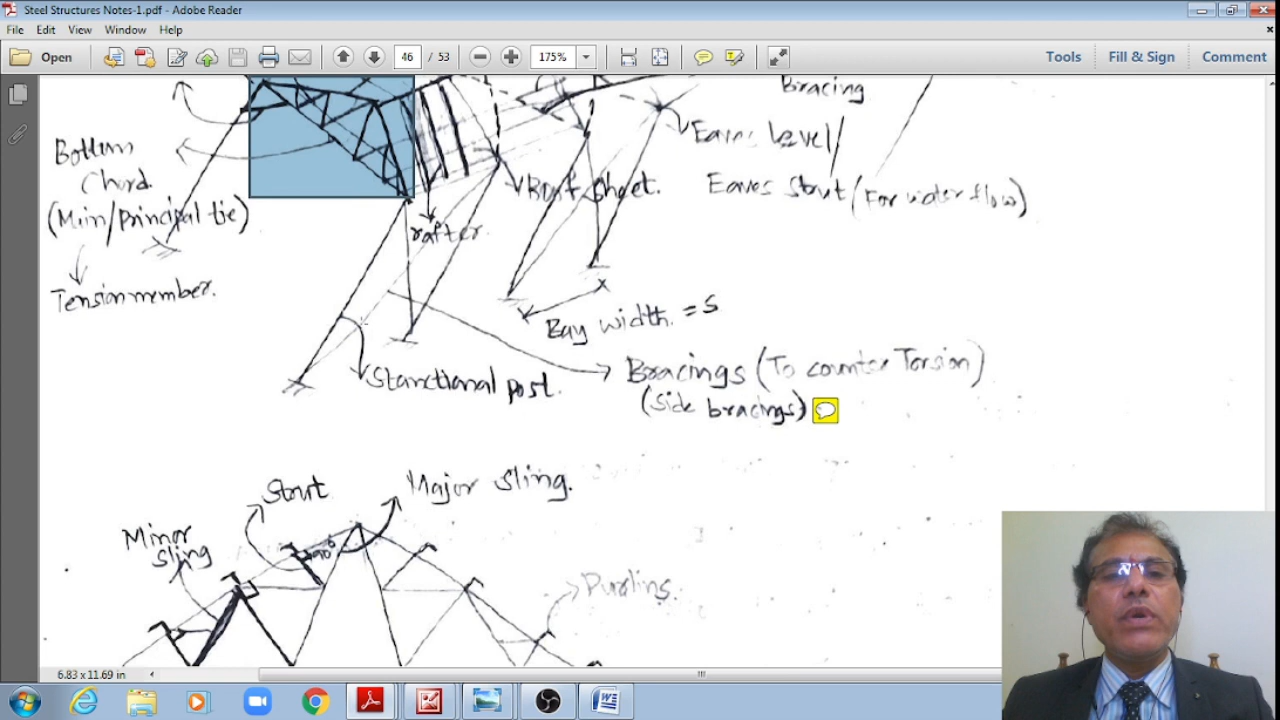 Steel Structures Notes-1.pdf - Adobe Reader
File Edit View Window Help
Open 46 / 53 175% Tools Fill & Sign Comment
Bracing
Bottom
Chord.
(Main/Principal tie)
Tension member.
Eaves level/
Eaves strut (For water flow)
Roof sheet.
rafter
Bay width. = S
Bracings (To counter Torsion)
(Side bracings)
Stanctional post.
Strut
Major sling.
Minor
sling
90°
Purlins.
6.83 x 11.69 in